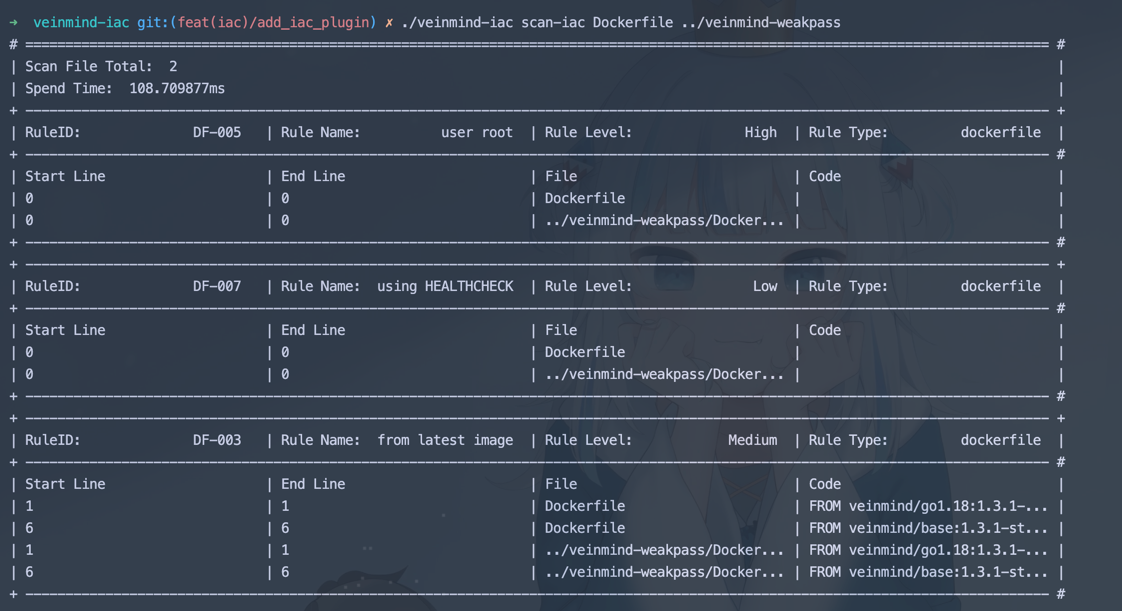 → veinmind-iac git:(feat(iac)/add_iac_plugin) ✗ ./veinmind-iac scan-iac Dockerfile ../veinmind-weakpass
# ================================================================ #
| Scan File Total: 2 |
| Spend Time: 108.709877ms |
+ ---------------------------------------------------------------- +
| RuleID: DF-005 | Rule Name: user root | Rule Level: High | Rule Type: dockerfile |
+ ---------------------------------------------------------------- #
| Start Line | End Line | File | Code |
| 0 | 0 | Dockerfile | |
| 0 | 0 | ../veinmind-weakpass/Docker... | |
+ ---------------------------------------------------------------- #
+ ---------------------------------------------------------------- +
| RuleID: DF-007 | Rule Name: using HEALTHCHECK | Rule Level: Low | Rule Type: dockerfile |
+ ---------------------------------------------------------------- #
| Start Line | End Line | File | Code |
| 0 | 0 | Dockerfile | |
| 0 | 0 | ../veinmind-weakpass/Docker... | |
+ ---------------------------------------------------------------- #
+ ---------------------------------------------------------------- +
| RuleID: DF-003 | Rule Name: from latest image | Rule Level: Medium | Rule Type: dockerfile |
+ ---------------------------------------------------------------- #
| Start Line | End Line | File | Code |
| 1 | 1 | Dockerfile | FROM veinmind/go1.18:1.3.1-... |
| 6 | 6 | Dockerfile | FROM veinmind/base:1.3.1-st... |
| 1 | 1 | ../veinmind-weakpass/Docker... | FROM veinmind/go1.18:1.3.1-... |
| 6 | 6 | ../veinmind-weakpass/Docker... | FROM veinmind/base:1.3.1-st... |
+ ---------------------------------------------------------------- #